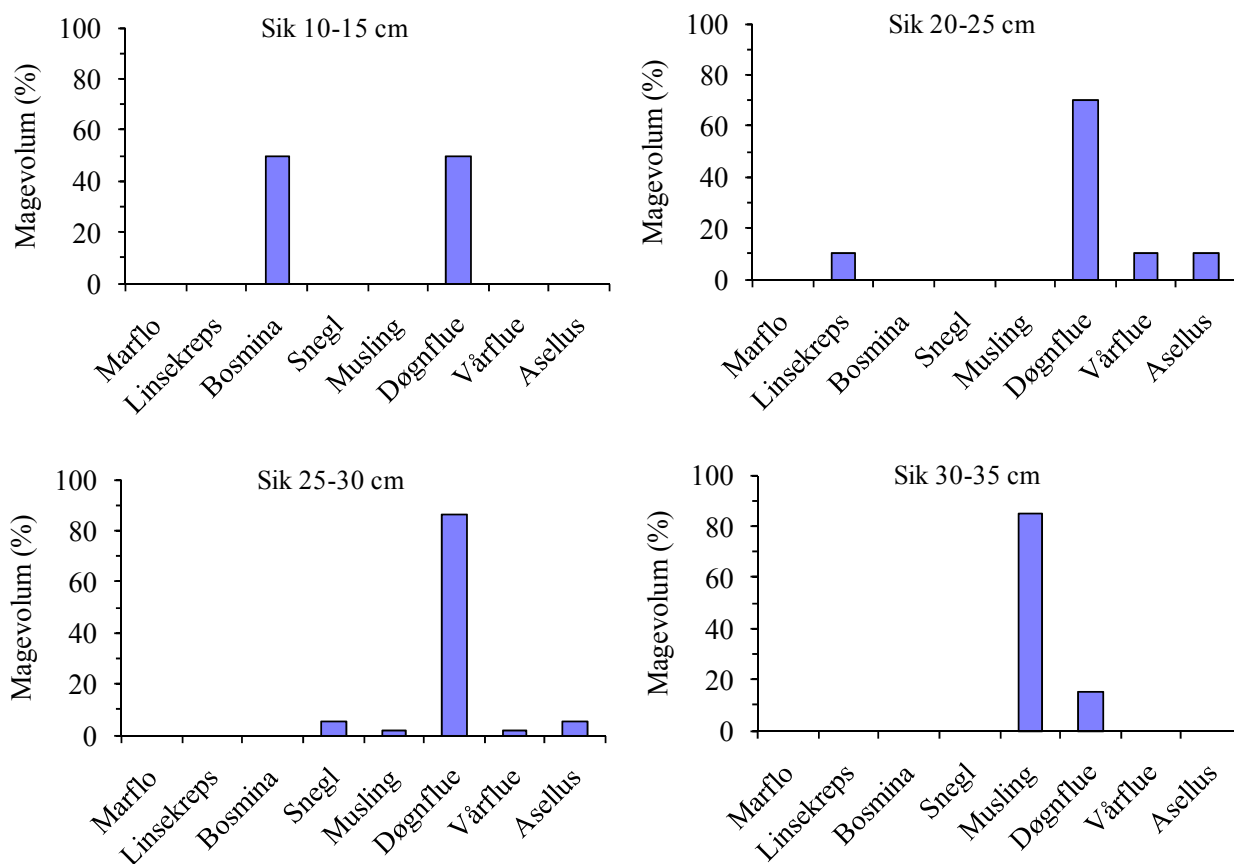 Sik 10-15 cm
Magevolum (%)
100
80
60
40
20
0
Marflo
Linsekreps
Bosmina
Snegl
Musling
Døgnflue
Vårflue
Asellus
Sik 20-25 cm
Magevolum (%)
100
80
60
40
20
0
Marflo
Linsekreps
Bosmina
Snegl
Musling
Døgnflue
Vårflue
Asellus
Sik 25-30 cm
Magevolum (%)
100
80
60
40
20
0
Marflo
Linsekreps
Bosmina
Snegl
Musling
Døgnflue
Vårflue
Asellus
Sik 30-35 cm
Magevolum (%)
100
80
60
40
20
0
Marflo
Linsekreps
Bosmina
Snegl
Musling
Døgnflue
Vårflue
Asellus